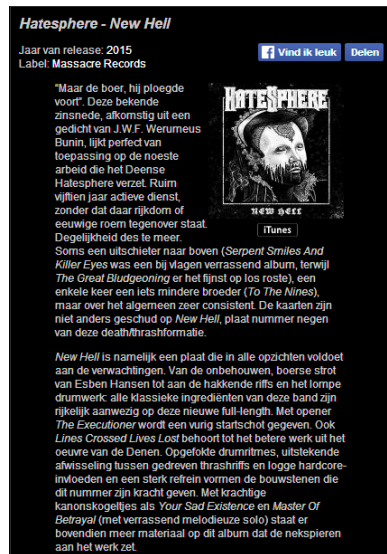 Hatesphere - New Hell
Jaar van release: 2015
Label: Massacre Records
Vind ik leuk
Delen
"Maar de boer, hij ploegde
voort". Deze bekende
zinsnede, afkomstig uit een
gedicht van J.W.F. Werumeus
Bunin, lijkt perfect van
toepassing op de noeste
arbeid die het Deense
Hatesphere verzet. Ruim
vijftien jaar actieve dienst,
zonder dat daar rijkdom of
eeuwige roem tegenover staat.
Degelijkheid des te meer.
HATESPHERE
NEW HELL
iTunes
Soms een uitschieter naar boven (Serpent Smiles And
Killer Eyes was een bij vlagen verrassend album, terwijl
The Great Bludgeoning er het fijnst op los roste), een
enkele keer een iets mindere broeder (To The Nines),
maar over het algemeen zeer consistent. De kaarten zijn
niet anders geschud op New Hell, plaat nummer negen
van deze death/thrashformatie.
New Hell is namelijk een plaat die in alle opzichten voldoet
aan de verwachtingen. Van de onbehouwen, boerse strot
van Esben Hansen tot aan de hakkende riffs en het lompe
drumwerk: alle klassieke ingrediënten van deze band zijn
rijkelijk aanwezig op deze nieuwe full-length. Met opener
The Executioner wordt een vurig startschot gegeven. Ook
Lines Crossed Lives Lost behoort tot het betere werk uit het
oeuvre van de Denen. Opgefokte drumritmes, uitstekende
afwisseling tussen gedreven thrashriffs en logge hardcore-
invloeden en een sterk refrein vormen de bouwstenen die
dit nummer zijn kracht geven. Met krachtige
kanonskogeltjes als Your Sad Existence en Master Of
Betrayal (met verrassend melodieuze solo) staat er
bovendien meer materiaal op dit album dat de nekspieren
aan het werk zet.